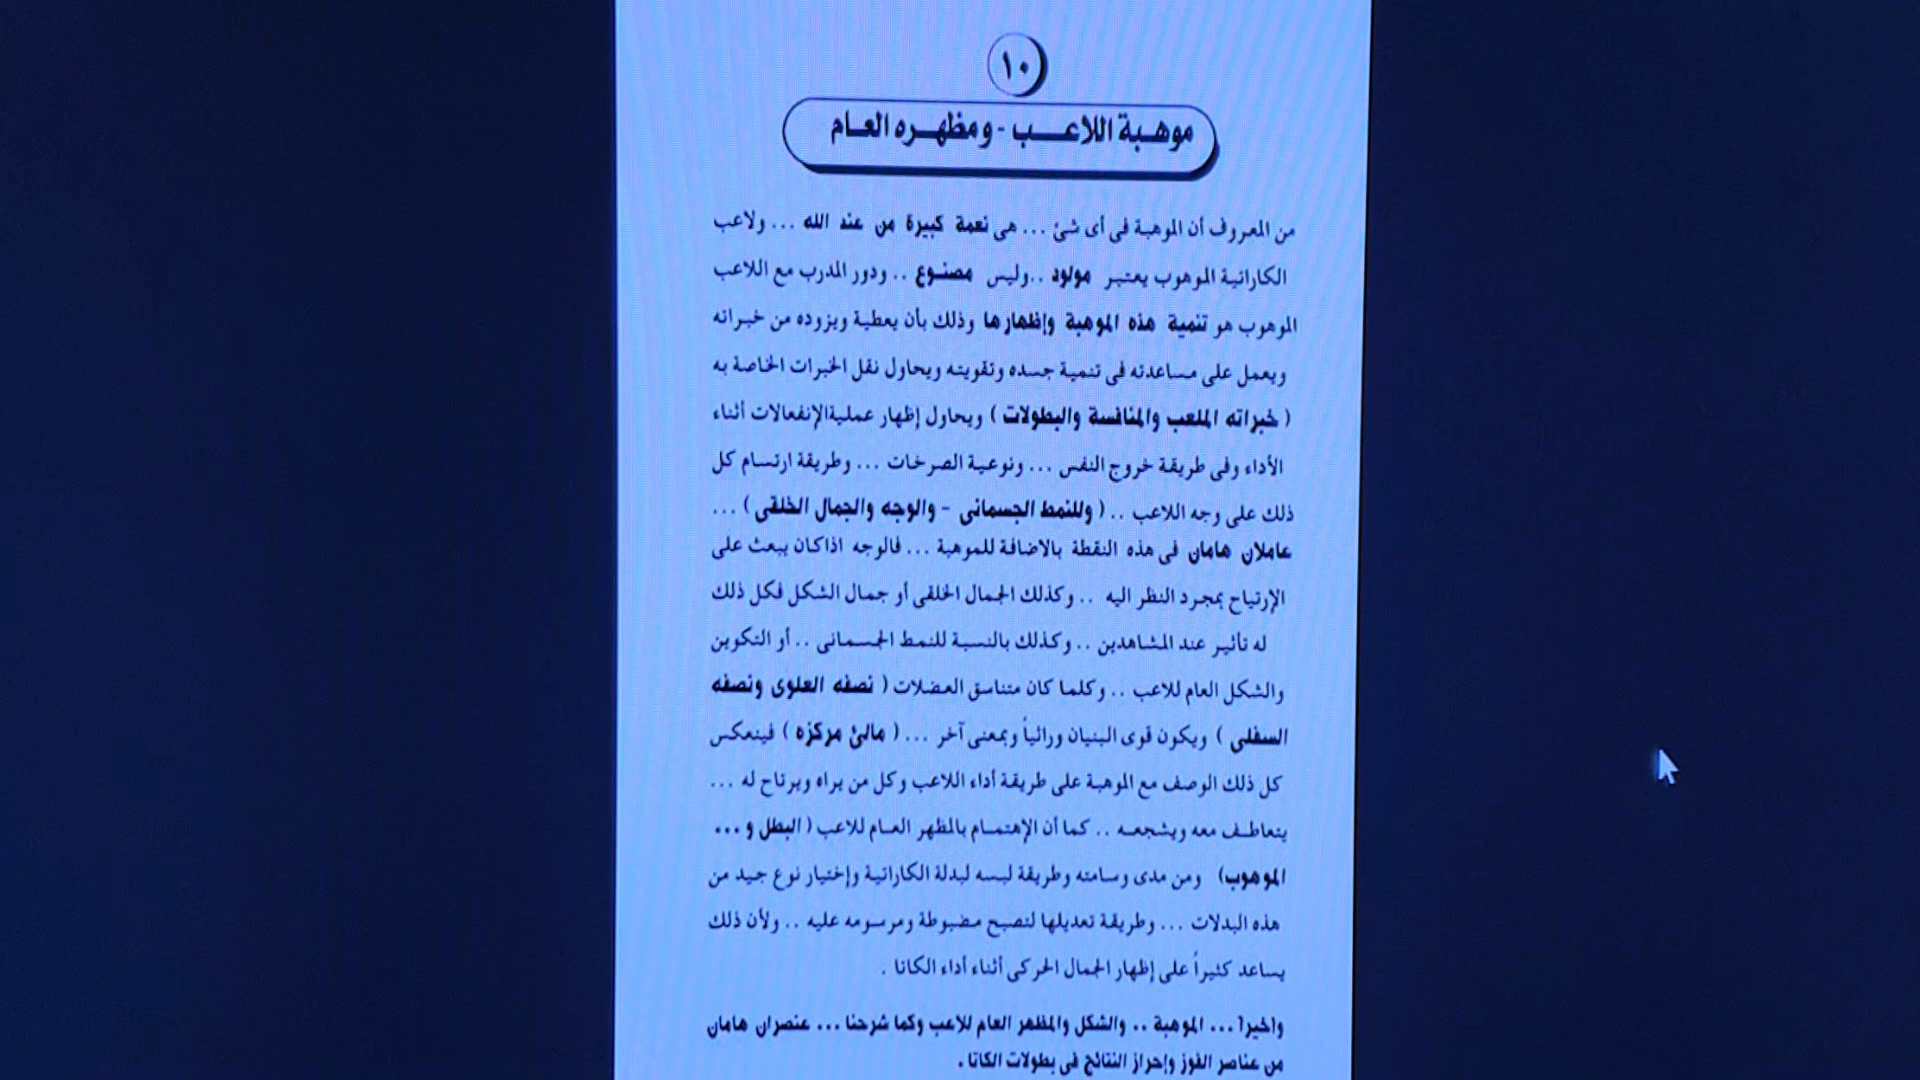 ١٠
موهبة اللاعب - ومظهره العام
من المعروف أن الموهبة فى أى شئ ... هى نعمة كبيرة من عند الله ... ولاعب
الكاراتية الموهوب يعتبر مولود ..وليس مصنوع .. ودور المدرب مع اللاعب
الموهوب هو تنمية هذه الموهبة وإظهارها وذلك بأن يعطية ويزوده من خبراته
ويعمل على مساعدته فى تنمية جسده وتقويته ويحاول نقل الخبرات الخاصة به
( خبراته الملعب والمنافسة والبطولات ) ويحاول إظهار عملية الإنفعالات أثناء
الأداء وفى طريقة خروج النفس ... ونوعية الصرخات ... وطريقة ارتسام كل
ذلك على وجه اللاعب .. ( وللنمط الجسمانى - والوجه والجمال الخلقى ) ...
عاملان هامان فى هذه النقطة بالاضافة للموهبة ... فالوجه اذاكان يبعث على
الإرتياح بمجرد النظر اليه .. وكذلك الجمال الخلقى أو جمال الشكل فكل ذلك
له تأثير عند المشاهدين .. وكذلك بالنسبة للنمط الجسمانى .. أو التكوين
والشكل العام للاعب .. وكلما كان متناسق العضلات ( نصفه العلوى ونصفه
السفلى ) ويكون قوى البنيان وراثياً وبمعنى آخر ... ( مالئ مركزه ) فينعكس
كل ذلك الوصف مع الموهبة على طريقة أداء اللاعب وكل من يراه ويرتاح له ...
يتعاطف معه ويشجعه .. كما أن الإهتمام بالمظهر العام للاعب ( البطل و ...
الموهوب) ومن مدى وسامته وطريقة لبسه لبدلة الكاراتية وإختيار نوع جيد من
هذه البدلات ... وطريقة تعديلها لتصبح مضبوطة ومرسومه عليه .. ولأن ذلك
يساعد كثيراً على إظهار الجمال الحركى أثناء أداء الكاتا .
واخيرا ... الموهبة .. والشكل والمظهر العام للاعب وكما شرحنا ... عنصران هامان
من عناصر الفوز وإحراز النتائج فى بطولات الكاتا .